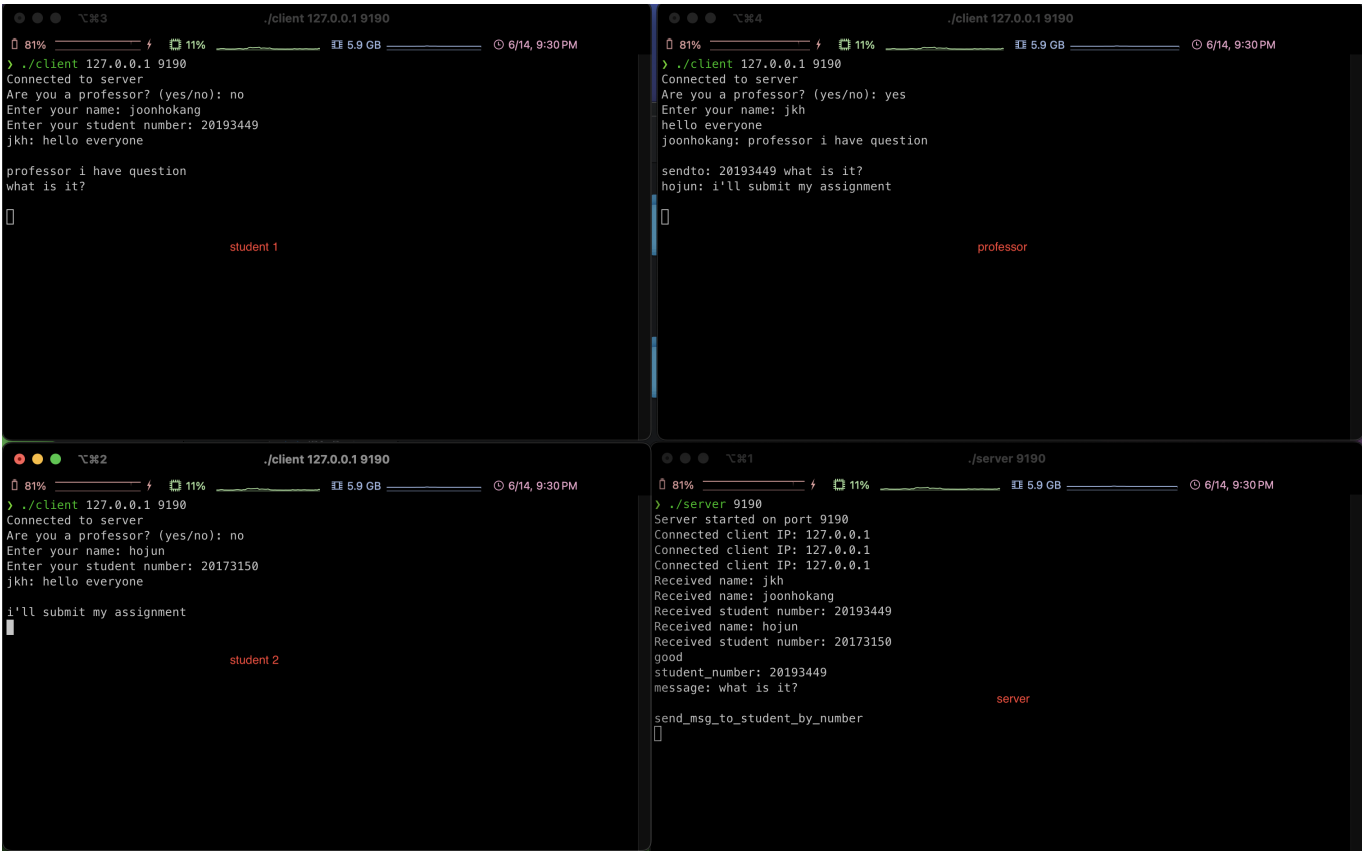 ⌥⌘3 ./client 127.0.0.1 9190
81% 11% 5.9 GB 6/14, 9:30 PM
❯ ./client 127.0.0.1 9190
Connected to server
Are you a professor? (yes/no): no
Enter your name: joonhokang
Enter your student number: 20193449
jkh: hello everyone
professor i have question
what is it?
student 1
⌥⌘4 ./client 127.0.0.1 9190
81% 11% 5.9 GB 6/14, 9:30 PM
❯ ./client 127.0.0.1 9190
Connected to server
Are you a professor? (yes/no): yes
Enter your name: jkh
hello everyone
joonhokang: professor i have question
sendto: 20193449 what is it?
hojun: i'll submit my assignment
professor
⌥⌘2 ./client 127.0.0.1 9190
81% 11% 5.9 GB 6/14, 9:30 PM
❯ ./client 127.0.0.1 9190
Connected to server
Are you a professor? (yes/no): no
Enter your name: hojun
Enter your student number: 20173150
jkh: hello everyone
i'll submit my assignment
student 2
⌥⌘1 ./server 9190
81% 11% 5.9 GB 6/14, 9:30 PM
❯ ./server 9190
Server started on port 9190
Connected client IP: 127.0.0.1
Connected client IP: 127.0.0.1
Connected client IP: 127.0.0.1
Received name: jkh
Received name: joonhokang
Received student number: 20193449
Received name: hojun
Received student number: 20173150
good
student_number: 20193449
message: what is it?
server
send_msg_to_student_by_number